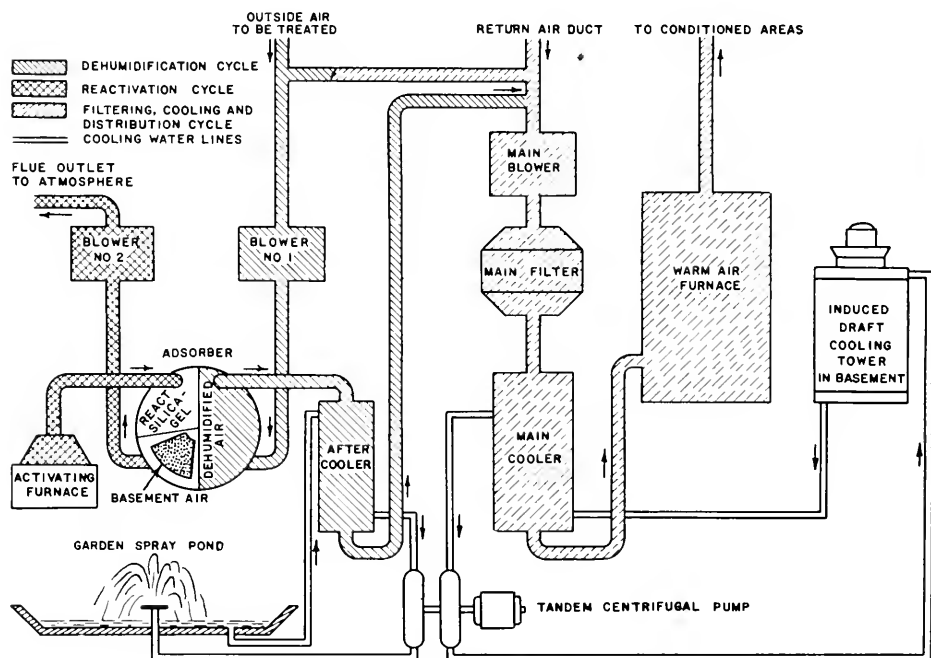 OUTSIDE AIR
TO BE TREATED
RETURN AIR DUCT
TO CONDITIONED AREAS
DEHUMIDIFICATION CYCLE
REACTIVATION CYCLE
FILTERING, COOLING AND
DISTRIBUTION CYCLE
COOLING WATER LINES
FLUE OUTLET
TO ATMOSPHERE
MAIN
BLOWER
BLOWER
NO 2
BLOWER
NO 1
MAIN FILTER
WARM AIR
FURNACE
INDUCED
DRAFT
COOLING
TOWER
IN BASEMENT
ADSORBER
REACT
SILICA-
GEL
DEHUMIDIFIED
AIR
AFTER
COOLER
MAIN
COOLER
ACTIVATING
FURNACE
BASEMENT AIR
GARDEN SPRAY POND
TANDEM CENTRIFUGAL PUMP